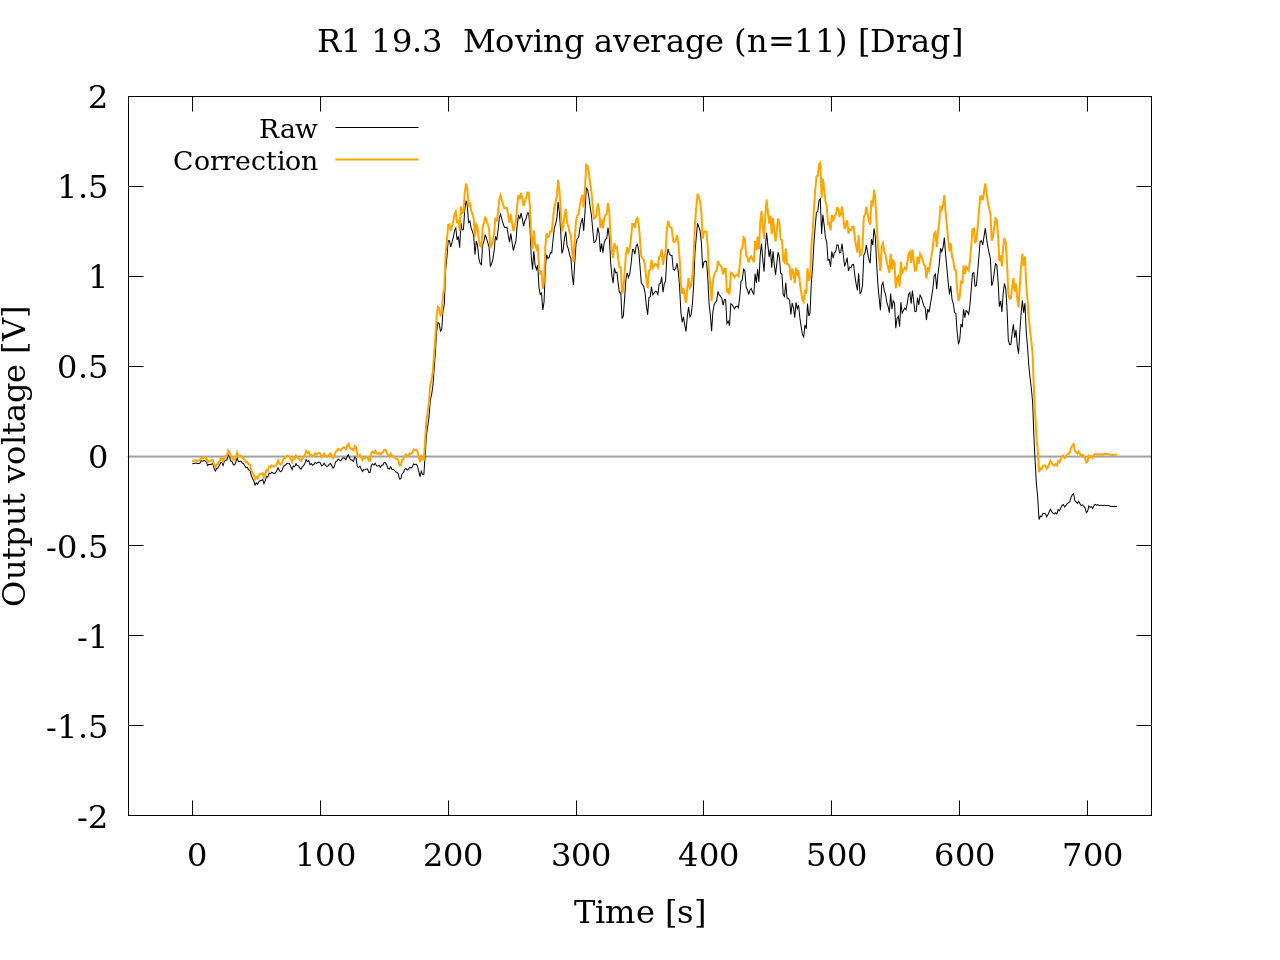 R1 19.3  Moving average (n=11) [Drag]
Raw
Correction
2
1.5
1
0.5
0
-0.5
-1
-1.5
-2
Output voltage [V]
0 100 200 300 400 500 600 700
Time [s]